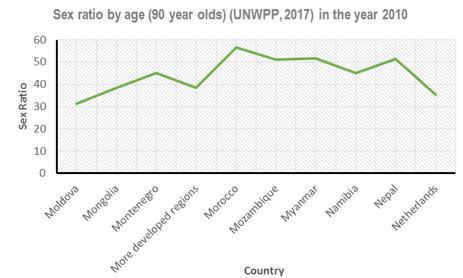 Sex ratio by age (90 year olds) (UNWPP, 2017) in the year 2010
60
50
40
30
20
10
0
Sex Ratio
Moldova
Mongolia
Montenegro
More developed regions
Morocco
Mozambique
Myanmar
Namibia
Nepal
Netherlands
Country